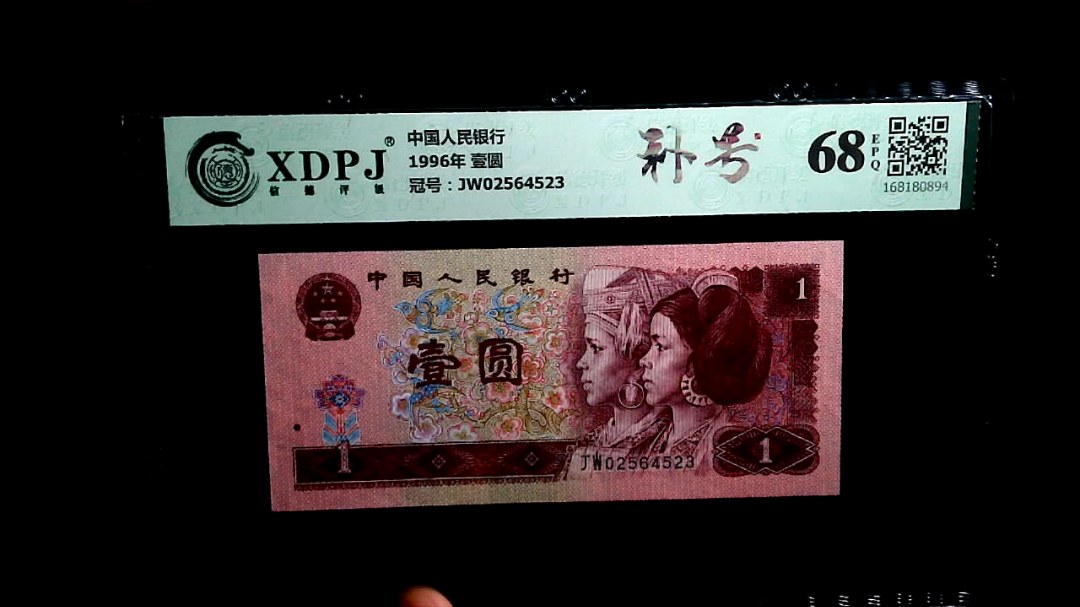 XDPJ®
信德评级
中国人民银行
1996年 壹圆
冠号：JW02564523
补号
68
EPQ
168180894
中国人民银行
1
壹圆
1
JW02564523
1